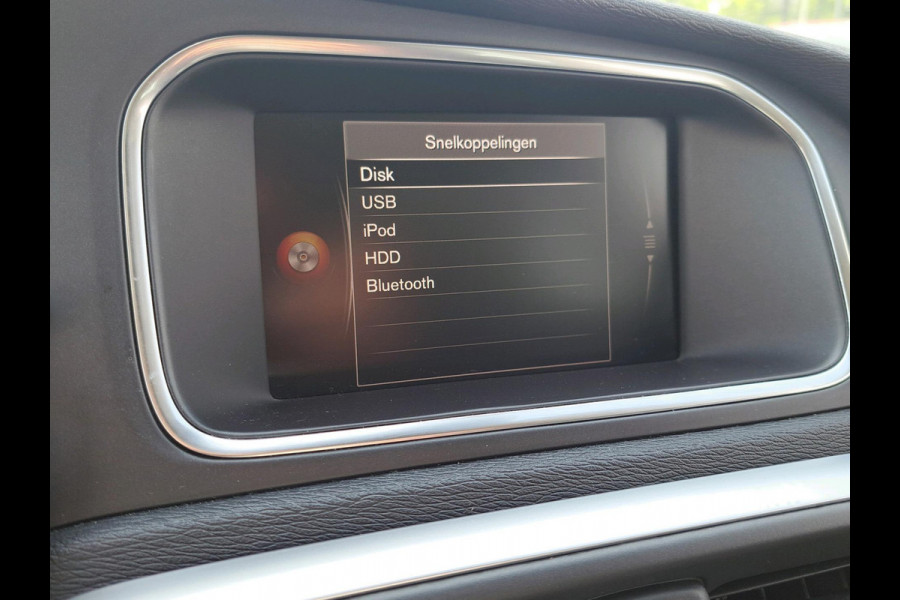 Snelkoppelingen
Disk
USB
iPod
HDD
Bluetooth